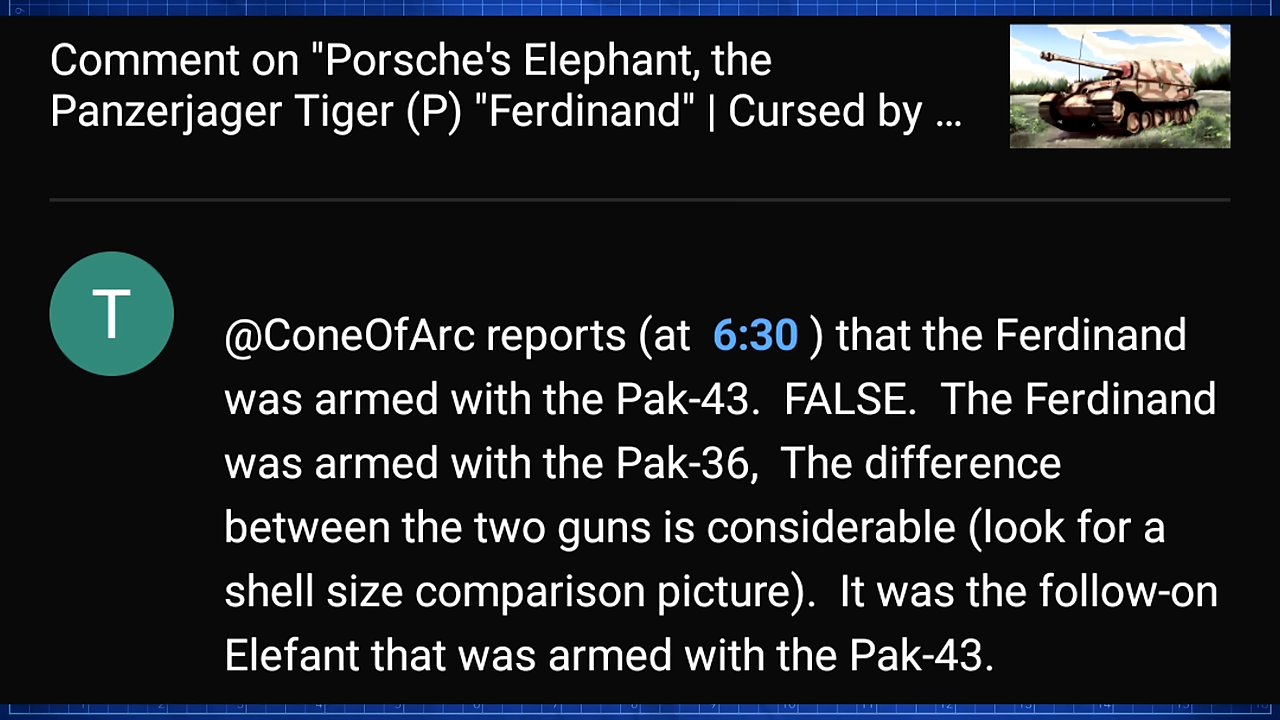 Comment on "Porsche's Elephant, the
Panzerjager Tiger (P) "Ferdinand" | Cursed by ...
T
@ConeOfArc reports (at 6:30 ) that the Ferdinand
was armed with the Pak-43. FALSE. The Ferdinand
was armed with the Pak-36, The difference
between the two guns is considerable (look for a
shell size comparison picture). It was the follow-on
Elefant that was armed with the Pak-43.